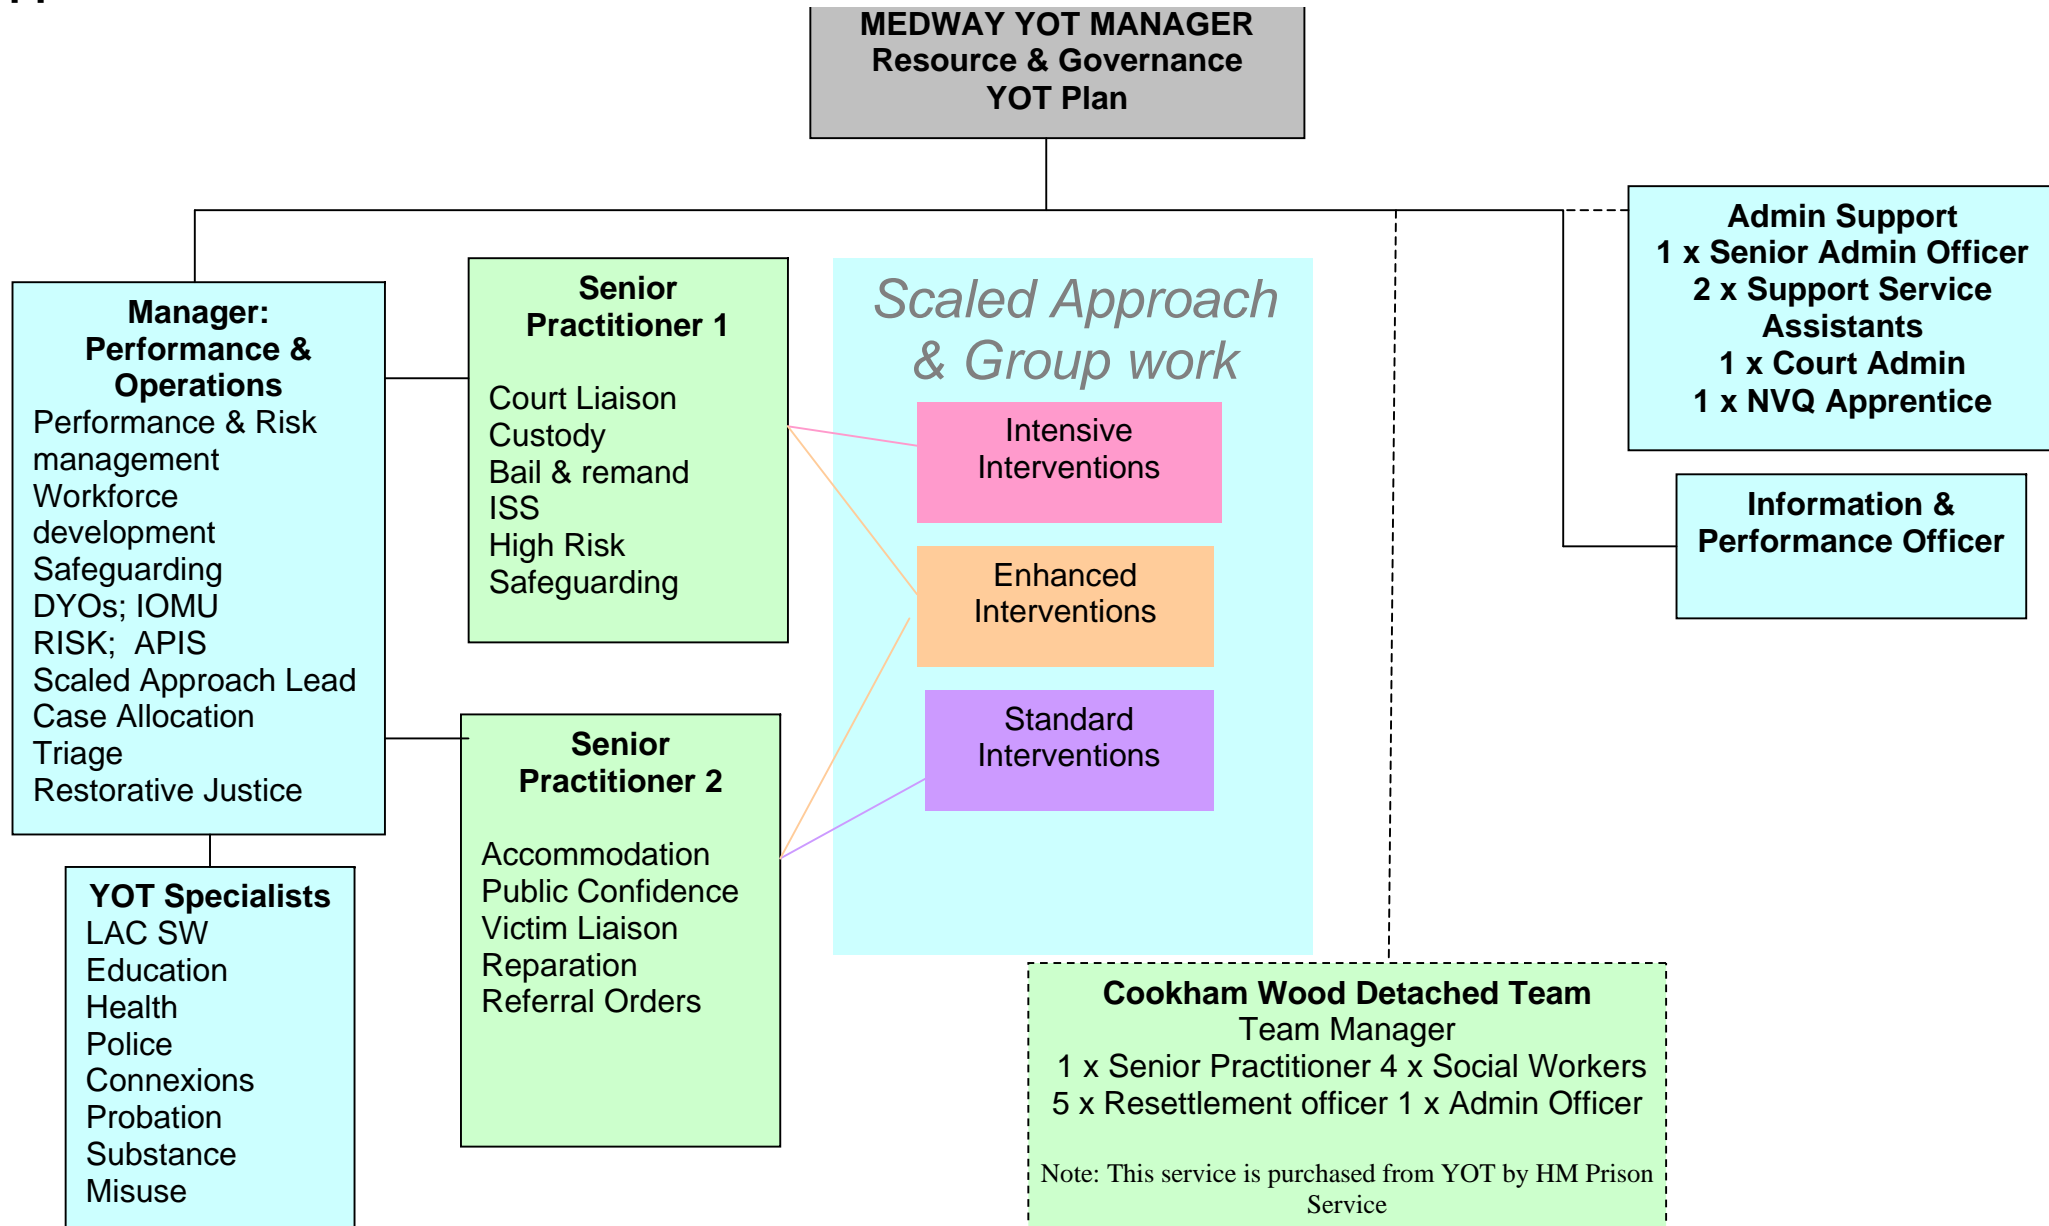 MEDWAY YOT MANAGER
Resource & Governance
YOT Plan
Admin Support
1 x Senior Admin Officer
2 x Support Service
Assistants
1 x Court Admin
1 x NVQ Apprentice
Information &
Performance Officer
Manager:
Performance &
Operations
Performance & Risk
management
Workforce
development
Safeguarding
DYOs; IOMU
RISK; APIS
Scaled Approach Lead
Case Allocation
Triage
Restorative Justice
Senior
Practitioner 1
Court Liaison
Custody
Bail & remand
ISS
High Risk
Safeguarding
Scaled Approach
& Group work
Intensive
Interventions
Enhanced
Interventions
Standard
Interventions
Senior
Practitioner 2
Accommodation
Public Confidence
Victim Liaison
Reparation
Referral Orders
YOT Specialists
LAC SW
Education
Health
Police
Connexions
Probation
Substance
Misuse
Cookham Wood Detached Team
Team Manager
1 x Senior Practitioner 4 x Social Workers
5 x Resettlement officer 1 x Admin Officer
Note: This service is purchased from YOT by HM Prison
Service